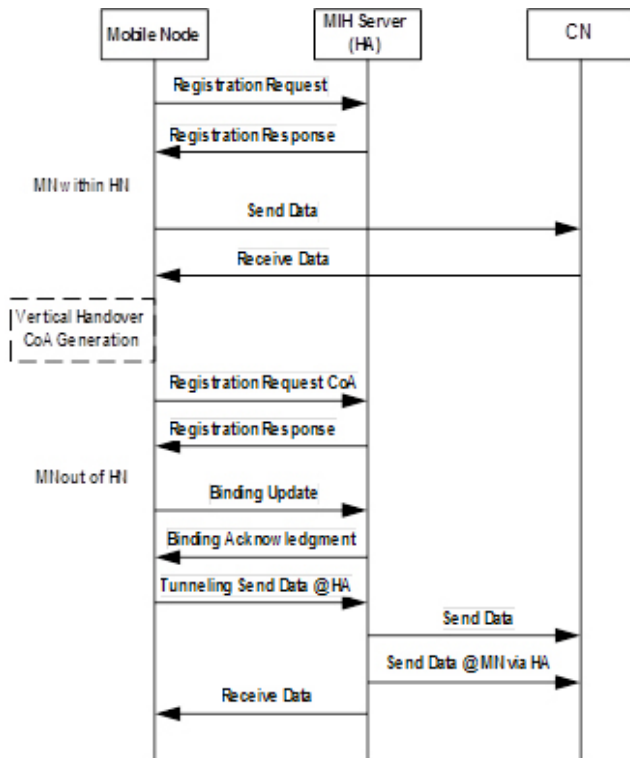 Mobile Node
MIH Server
(HA)
CN
Registration Request
Registration Response
MN within HN
Send Data
Receive Data
Vertical Handover
CoA Generation
Registration Request CoA
Registration Response
MN out of HN
Binding Update
Binding Acknowledgment
Tunneling Send Data @HA
Send Data
Send Data @MN via HA
Receive Data